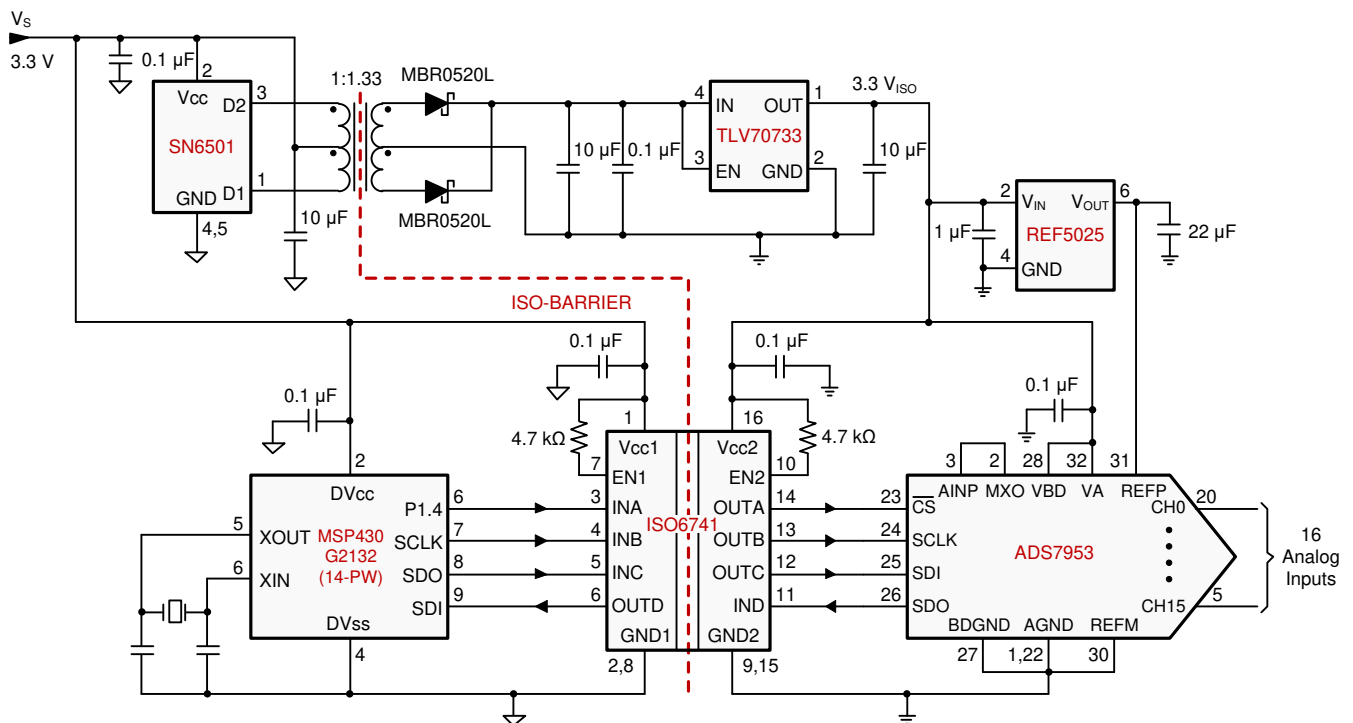 VS
3.3 V
0.1 µF
2
Vcc
D2
3
SN6501
D1
1
GND
4,5
10 µF
1:1.33
MBR0520L
MBR0520L
10 µF
0.1 µF
4
IN
OUT
1
TLV70733
3
EN
GND
2
3.3 VISO
10 µF
2
VIN
VOUT
6
REF5025
1 µF
4
GND
22 µF
ISO-BARRIER
0.1 µF
0.1 µF
0.1 µF
0.1 µF
4.7 kΩ
4.7 kΩ
2
DVcc
5
XOUT
6
XIN
MSP430
G2132
(14-PW)
P1.4
6
SCLK
7
SDO
8
SDI
9
DVss
4
1
Vcc1
7
EN1
3
INA
4
INB
5
INC
6
OUTD
GND1
2,8
ISO6741
16
Vcc2
EN2
10
OUTA
14
OUTB
13
OUTC
12
IND
11
GND2
9,15
3
2
28
32
31
AINP
MXO
VBD
VA
REFP
23
CS
24
SCLK
25
SDI
26
SDO
ADS7953
CH0
20
CH15
5
BDGND
AGND
REFM
27
1,22
30
16
Analog
Inputs